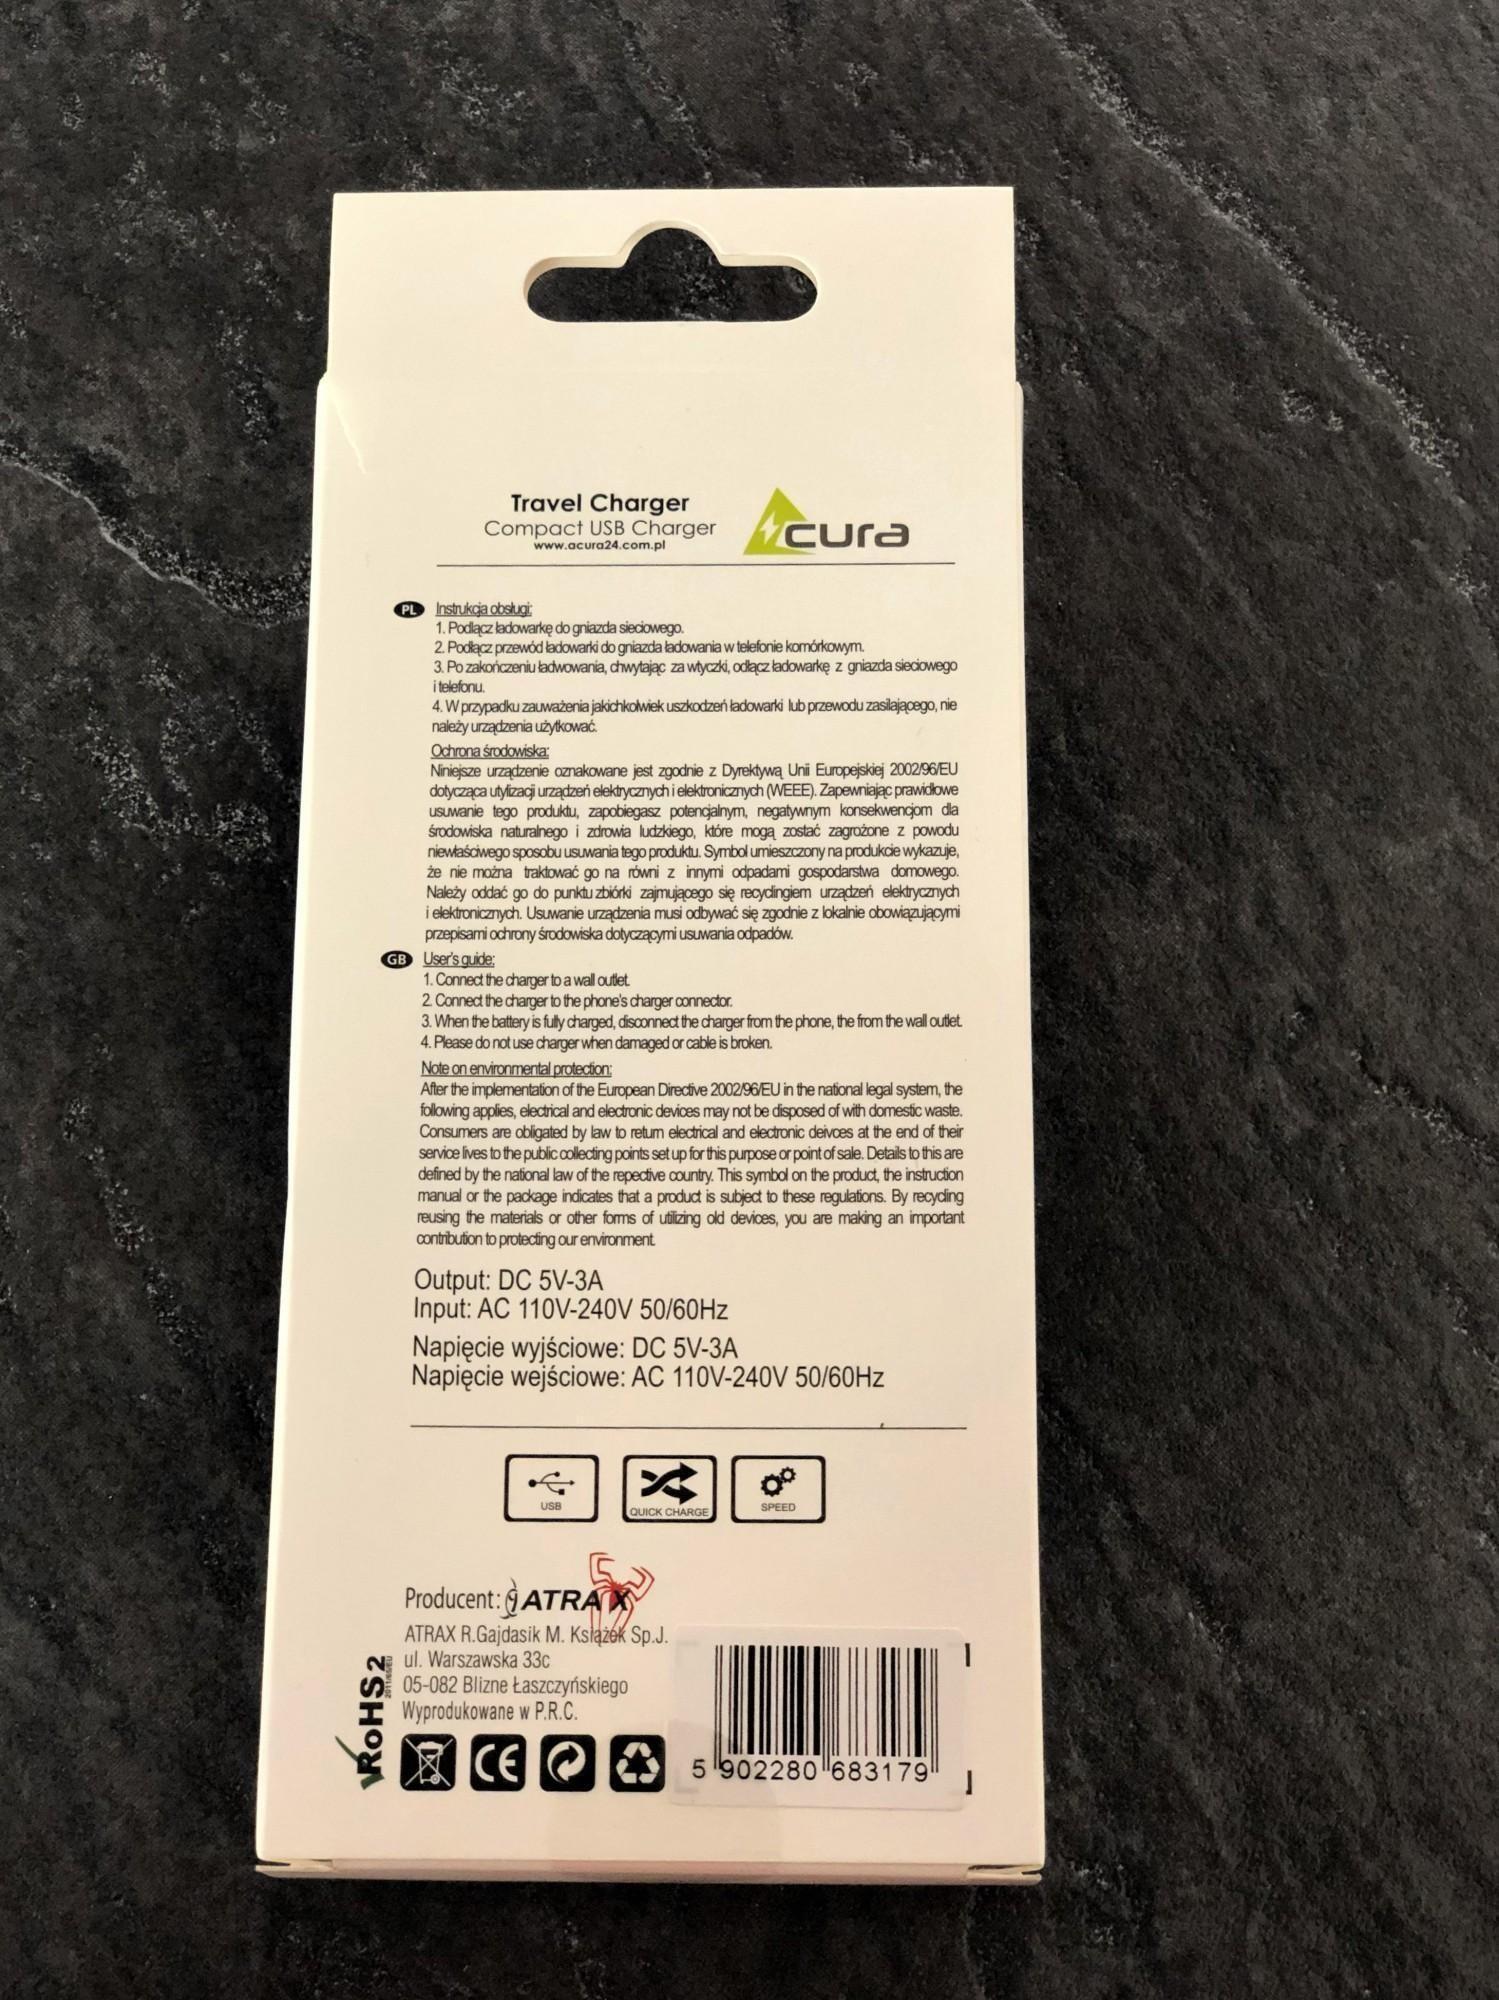 Travel Charger
Compact USB Charger
www.acura24.com.pl
cura
PL Instrukcja obsługi:
1. Podłącz ładowarkę do gniazda sieciowego.
2. Podłącz przewód ładowarki do gniazda ładowania w telefonie komórkowym.
3. Po zakończeniu ładwowania, chwytając za wtyczki, odłącz ładowarkę z gniazda sieciowego
i telefonu.
4. W przypadku zauważenia jakichkolwiek uszkodzeń ładowarki lub przewodu zasilającego, nie
należy urządzenia użytkować.
Ochrona środowiska:
Niniejsze urządzenie oznakowane jest zgodnie z Dyrektywą Unii Europejskiej 2002/96/EU
dotycząca utylizacji urządzeń elektrycznych i elektronicznych (WEEE). Zapewniając prawidłowe
usuwanie tego produktu, zapobiegasz potencjalnym, negatywnym konsekwencjom dla
środowiska naturalnego i zdrowia ludzkiego, które mogą zostać zagrożone z powodu
niewłaściwego sposobu usuwania tego produktu. Symbol umieszczony na produkcie wykazuje,
że nie można traktować go na równi z innymi odpadami gospodarstwa domowego.
Należy oddać go do punktu zbiórki zajmującego się recyclingiem urządzeń elektrycznych
i elektronicznych. Usuwanie urządzenia musi odbywać się zgodnie z lokalnie obowiązującymi
przepisami ochrony środowiska dotyczącymi usuwania odpadów.
GB User's guide:
1. Connect the charger to a wall outlet.
2. Connect the charger to the phone's charger connector.
3. When the battery is fully charged, disconnect the charger from the phone, the from the wall outlet.
4. Please do not use charger when damaged or cable is broken.
Note on environmental protection:
After the implementation of the European Directive 2002/96/EU in the national legal system, the
following applies, electrical and electronic devices may not be disposed of with domestic waste.
Consumers are obligated by law to return electrical and electronic deivces at the end of their
service lives to the public collecting points set up for this purpose or point of sale. Details to this are
defined by the national law of the repective country. This symbol on the product, the instruction
manual or the package indicates that a product is subject to these regulations. By recycling
reusing the materials or other forms of utilizing old devices, you are making an important
contribution to protecting our environment.
Output: DC 5V-3A
Input: AC 110V-240V 50/60Hz
Napięcie wyjściowe: DC 5V-3A
Napięcie wejściowe: AC 110V-240V 50/60Hz
USB
QUICK CHARGE
SPEED
Producent: ATRAX
ATRAX R.Gajdasik M. Książek Sp.J.
ul. Warszawska 33c
05-082 Blizne Łaszczyńskiego
Wyprodukowane w P.R.C.
RoHS2
2011/65/EU
CE
5 902280 683179